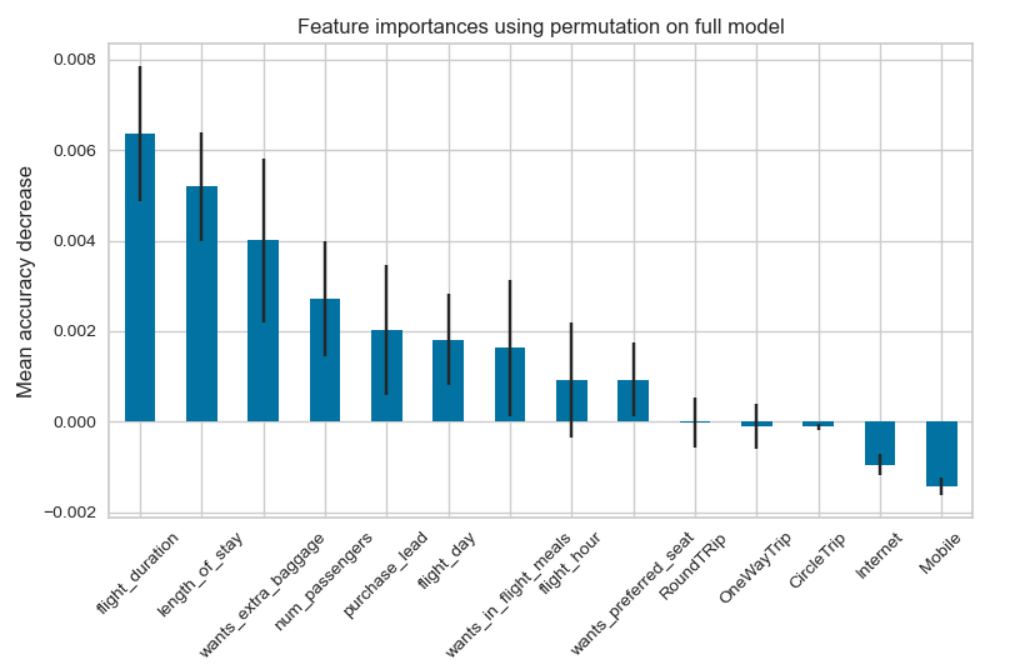 Feature importances using permutation on full model
Mean accuracy decrease
0.008
0.006
0.004
0.002
0.000
−0.002
flight_duration
length_of_stay
wants_extra_baggage
num_passengers
purchase_lead
flight_day
wants_in_flight_meals
flight_hour
wants_preferred_seat
RoundTRip
OneWayTrip
CircleTrip
Internet
Mobile